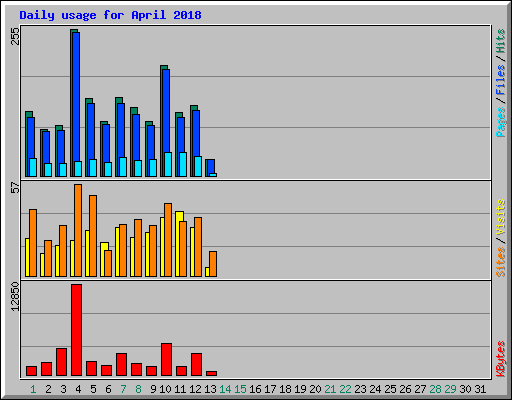 Daily usage for April 2018
255
57
12850
Pages / Files / Hits
Sites / Visits
KBytes
1 2 3 4 5 6 7 8 9 10 11 12 13 14 15 16 17 18 19 20 21 22 23 24 25 26 27 28 29 30 31